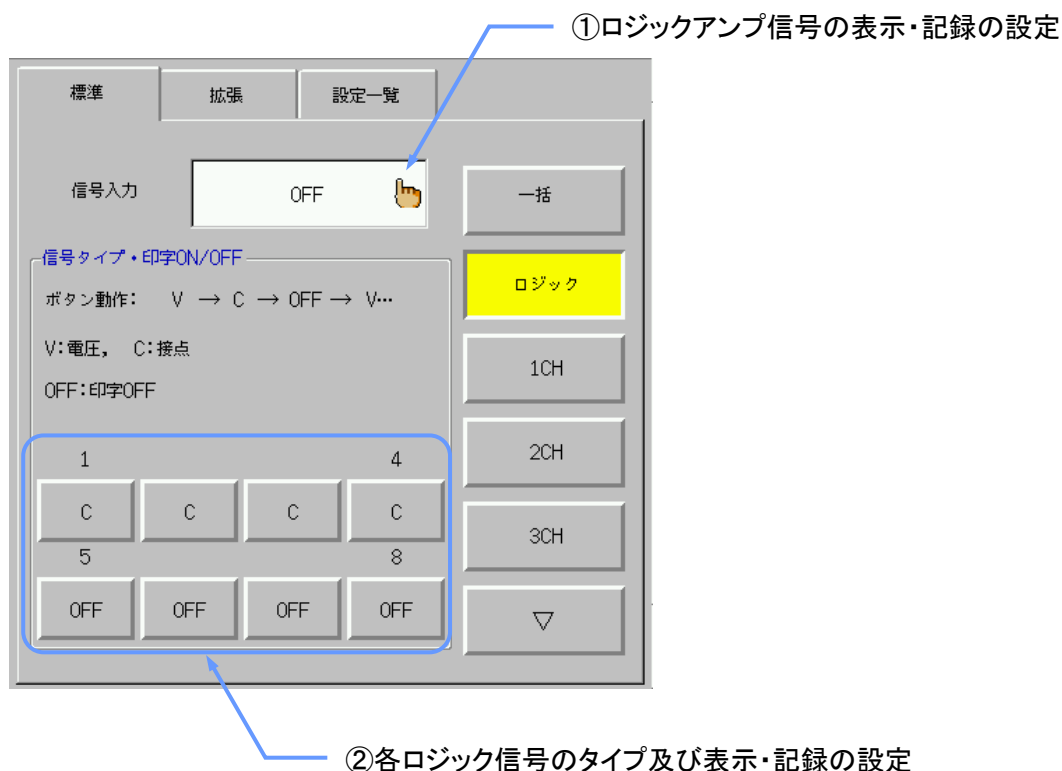 ①ロジックアンプ信号の表示・記録の設定
標準 拡張 設定一覧
信号入力 OFF 一括
信号タイプ・印字ON/OFF
ロジック
ボタン動作: V → C → OFF → V…
V:電圧, C:接点
1CH
OFF:印字OFF
2CH
1 4
C C C C
3CH
5 8
OFF OFF OFF OFF
▽
②各ロジック信号のタイプ及び表示・記録の設定